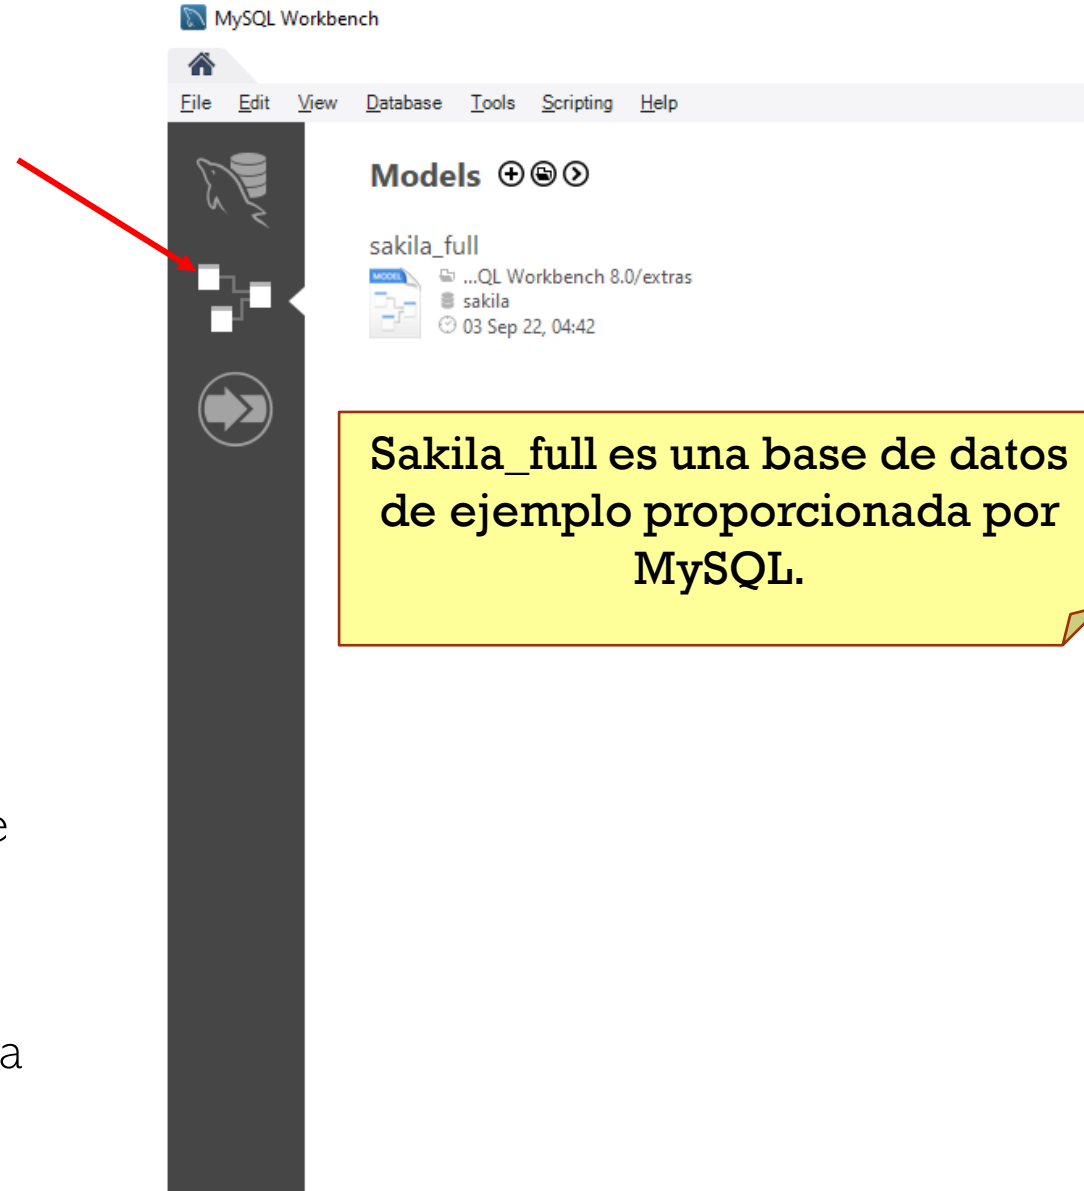 MySQL Workbench
File Edit View Database Tools Scripting Help
Models
sakila_full
MODEL
...QL Workbench 8.0/extras
sakila
03 Sep 22, 04:42
Sakila_full es una base de datos
de ejemplo proporcionada por
MySQL.
e
a